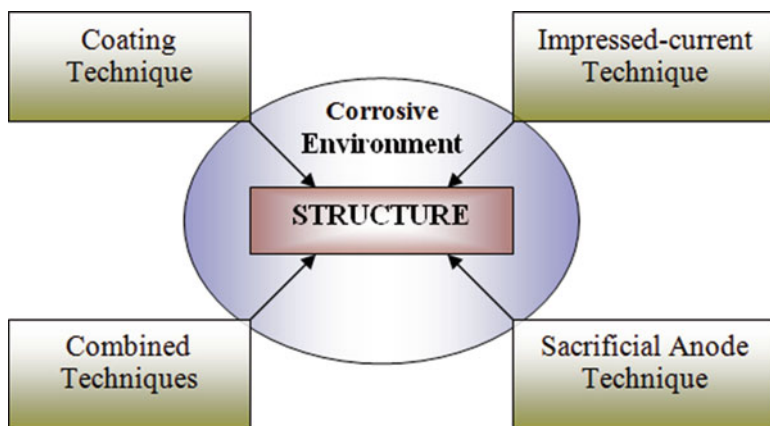 Coating
Technique
Impressed-current
Technique
Corrosive
Environment
STRUCTURE
Combined
Techniques
Sacrificial Anode
Technique